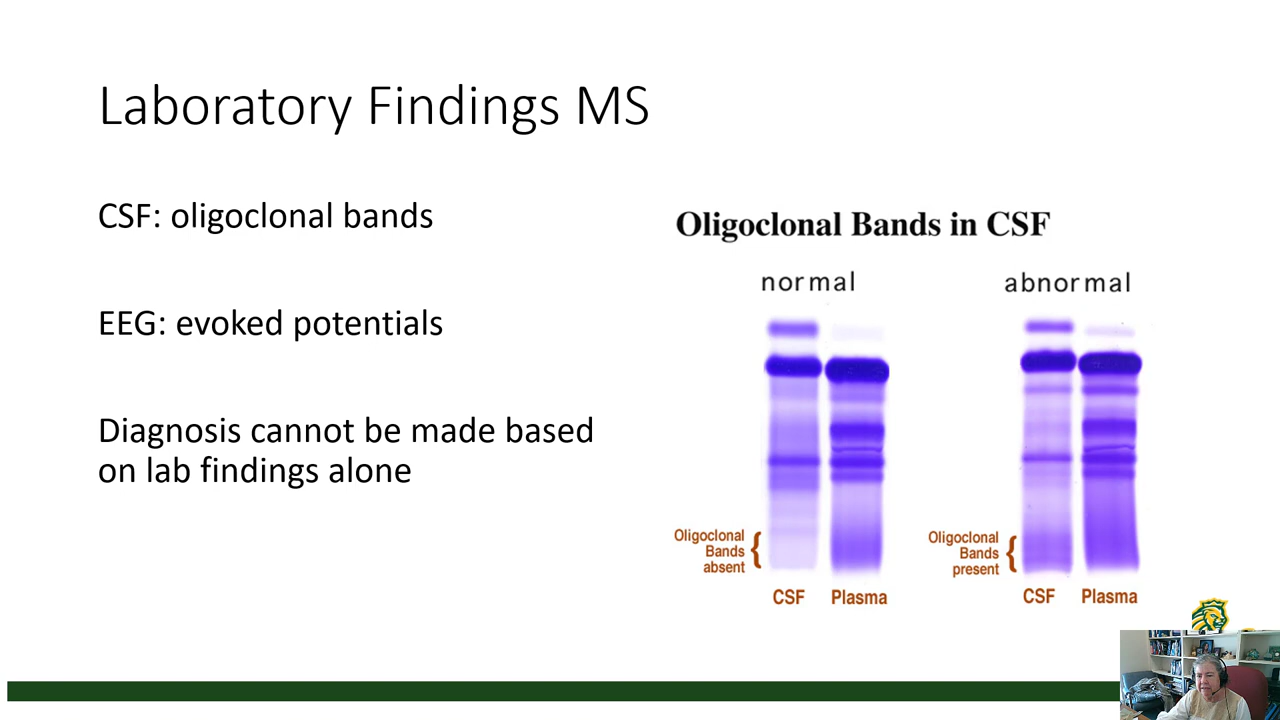 Laboratory Findings MS
CSF: oligoclonal bands
EEG: evoked potentials
Diagnosis cannot be made based
on lab findings alone
Oligoclonal Bands in CSF
normal
abnormal
Oligoclonal
Bands
absent
CSF
Plasma
Oligoclonal
Bands
present
CSF
Plasma